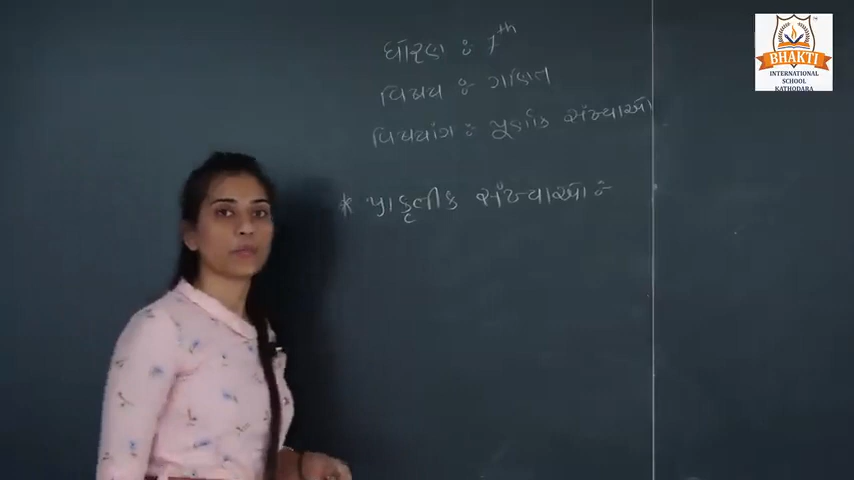 ધોરણ : 7th
વિષય : ગણિત
વિષયાંગ : પૂર્ણાંક સંખ્યાઓ
* પ્રાકૃતીક સંખ્યાઓ :
BHAKTI
INTERNATIONAL
SCHOOL
KATHODARA